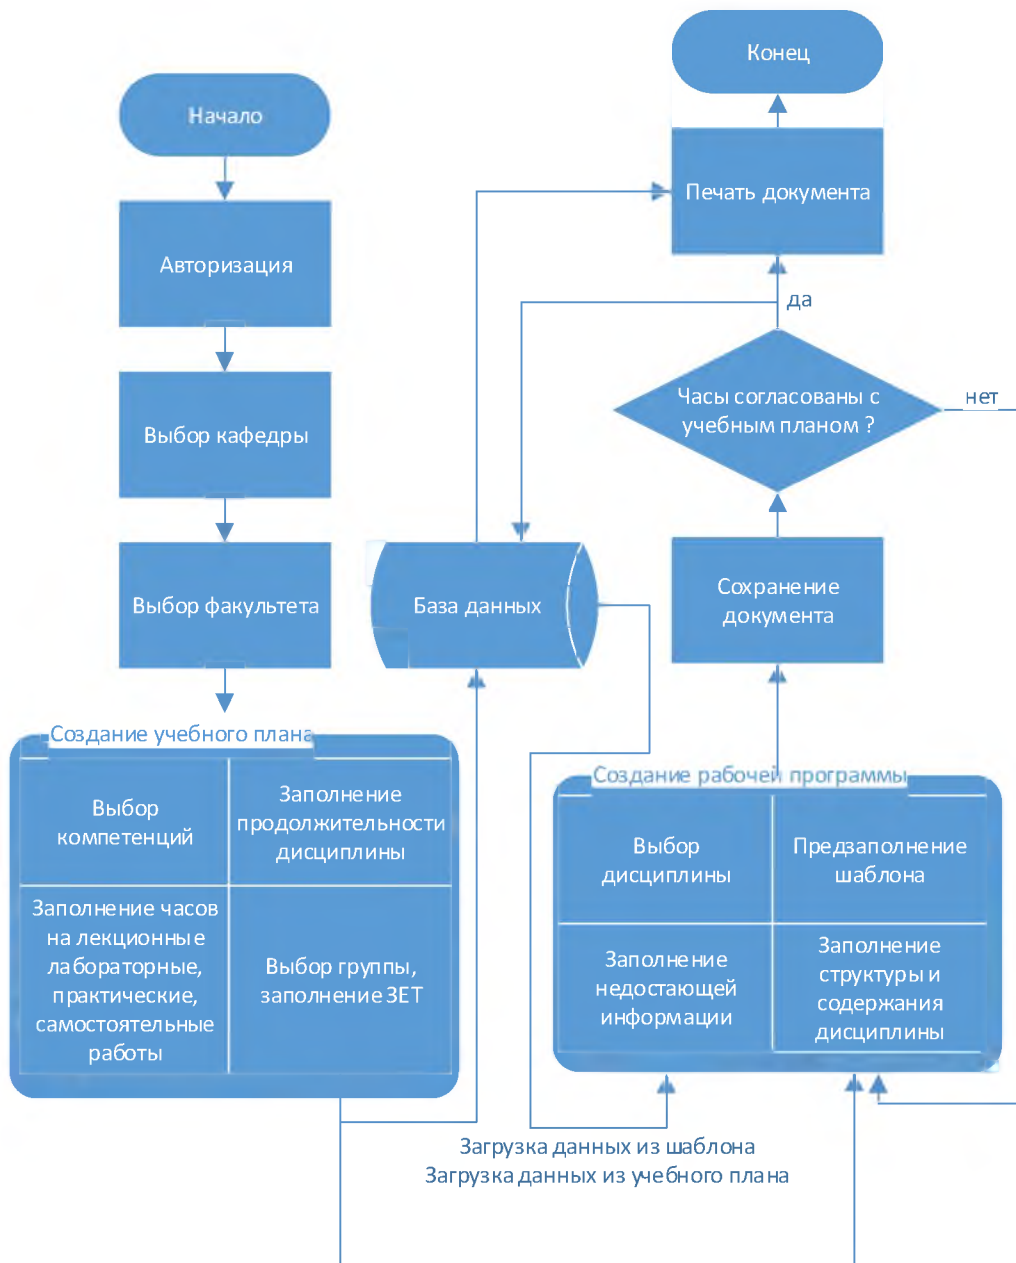 Начало
Авторизация
Выбор кафедры
Выбор факультета
Создание учебного плана
Выбор
компетенций
Заполнение
продолжительности
дисциплины
Заполнение часов
на лекционные
лабораторные,
практические,
самостоятельные
работы
Выбор группы,
заполнение ЗЕТ
База данных
Загрузка данных из шаблона
Загрузка данных из учебного плана
Создание рабочей программы
Выбор
дисциплины
Предзаполнение
шаблона
Заполнение
недостающей
информации
Заполнение
структуры и
содержания
дисциплины
Сохранение
документа
Часы согласованы с
учебным планом ?
нет
да
Печать документа
Конец